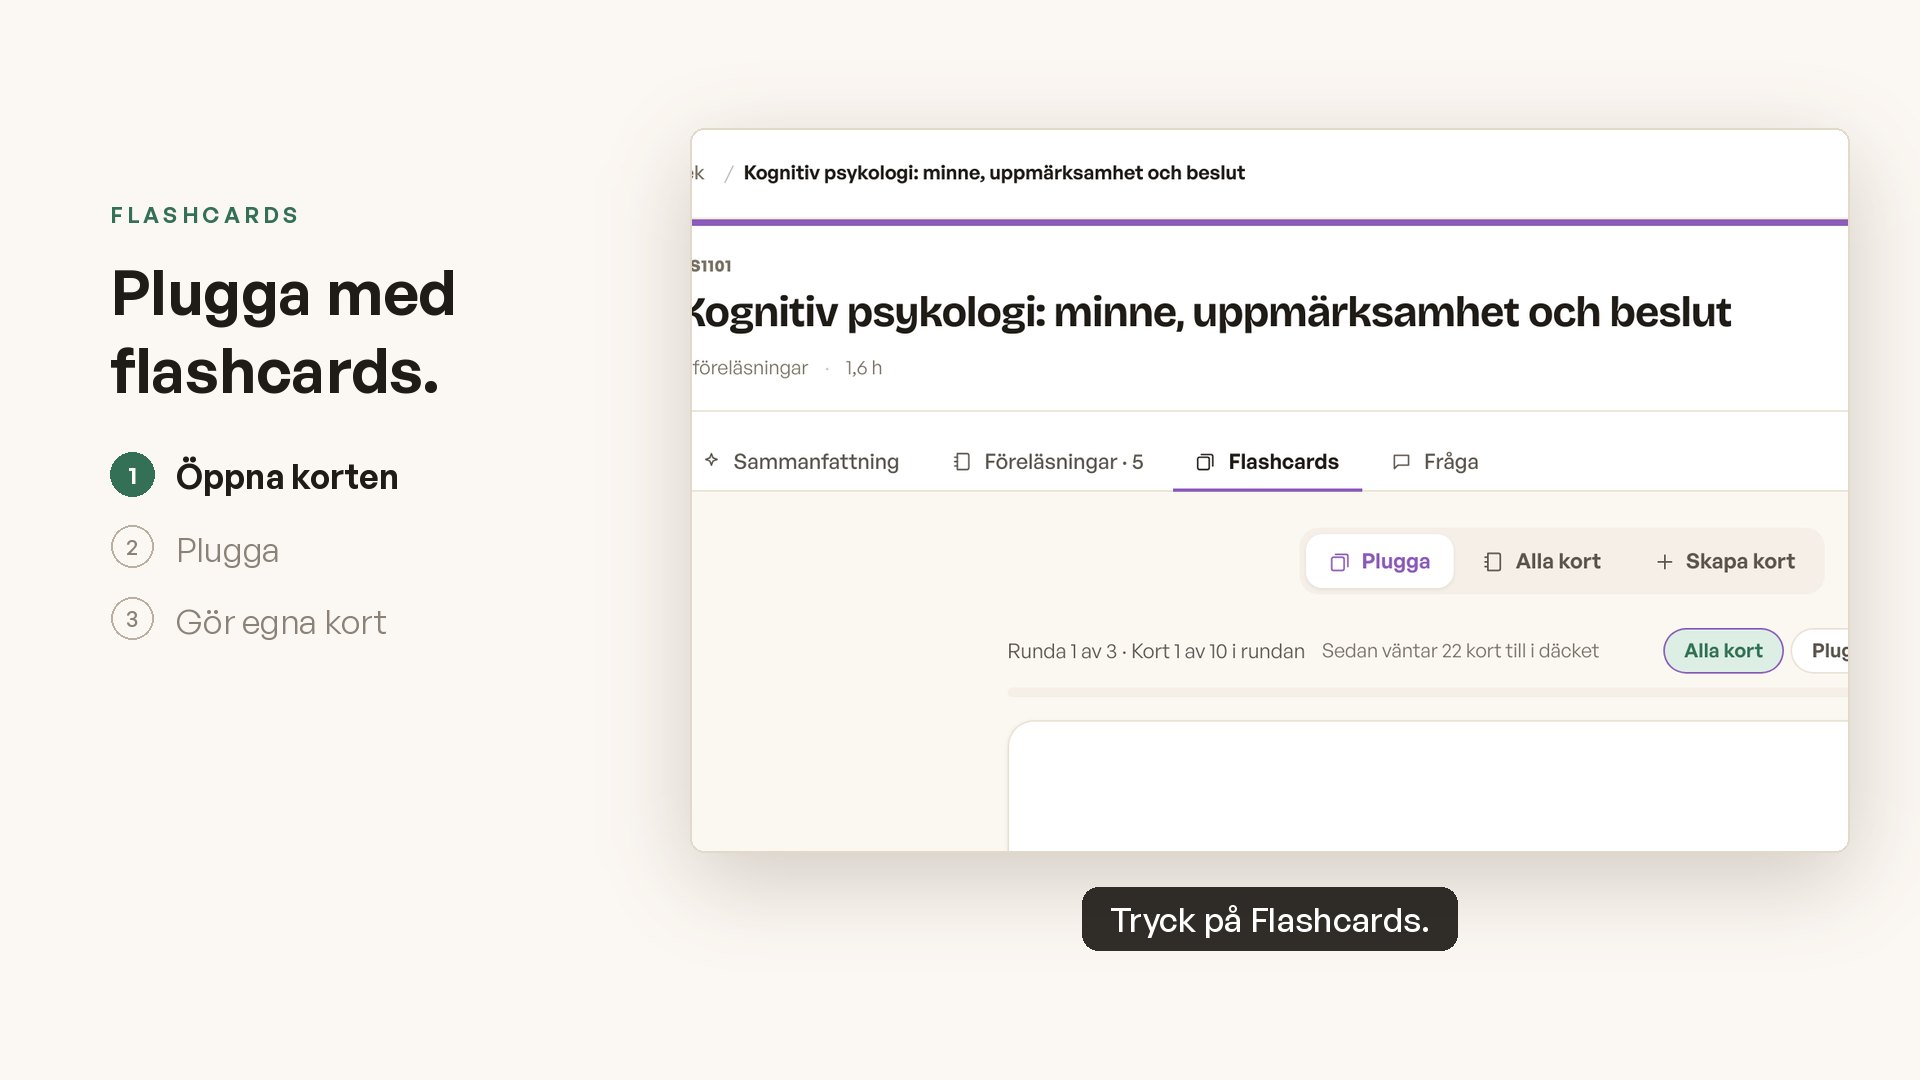 FLASHCARDS
Plugga med
flashcards.
1 Öppna korten
2 Plugga
3 Gör egna kort
/ Kognitiv psykologi: minne, uppmärksamhet och beslut
S1101
Kognitiv psykologi: minne, uppmärksamhet och beslut
föreläsningar · 1,6 h
Sammanfattning Föreläsningar · 5 Flashcards Fråga
Plugga Alla kort + Skapa kort
Runda 1 av 3 · Kort 1 av 10 i rundan Sedan väntar 22 kort till i däcket Alla kort
Tryck på Flashcards.